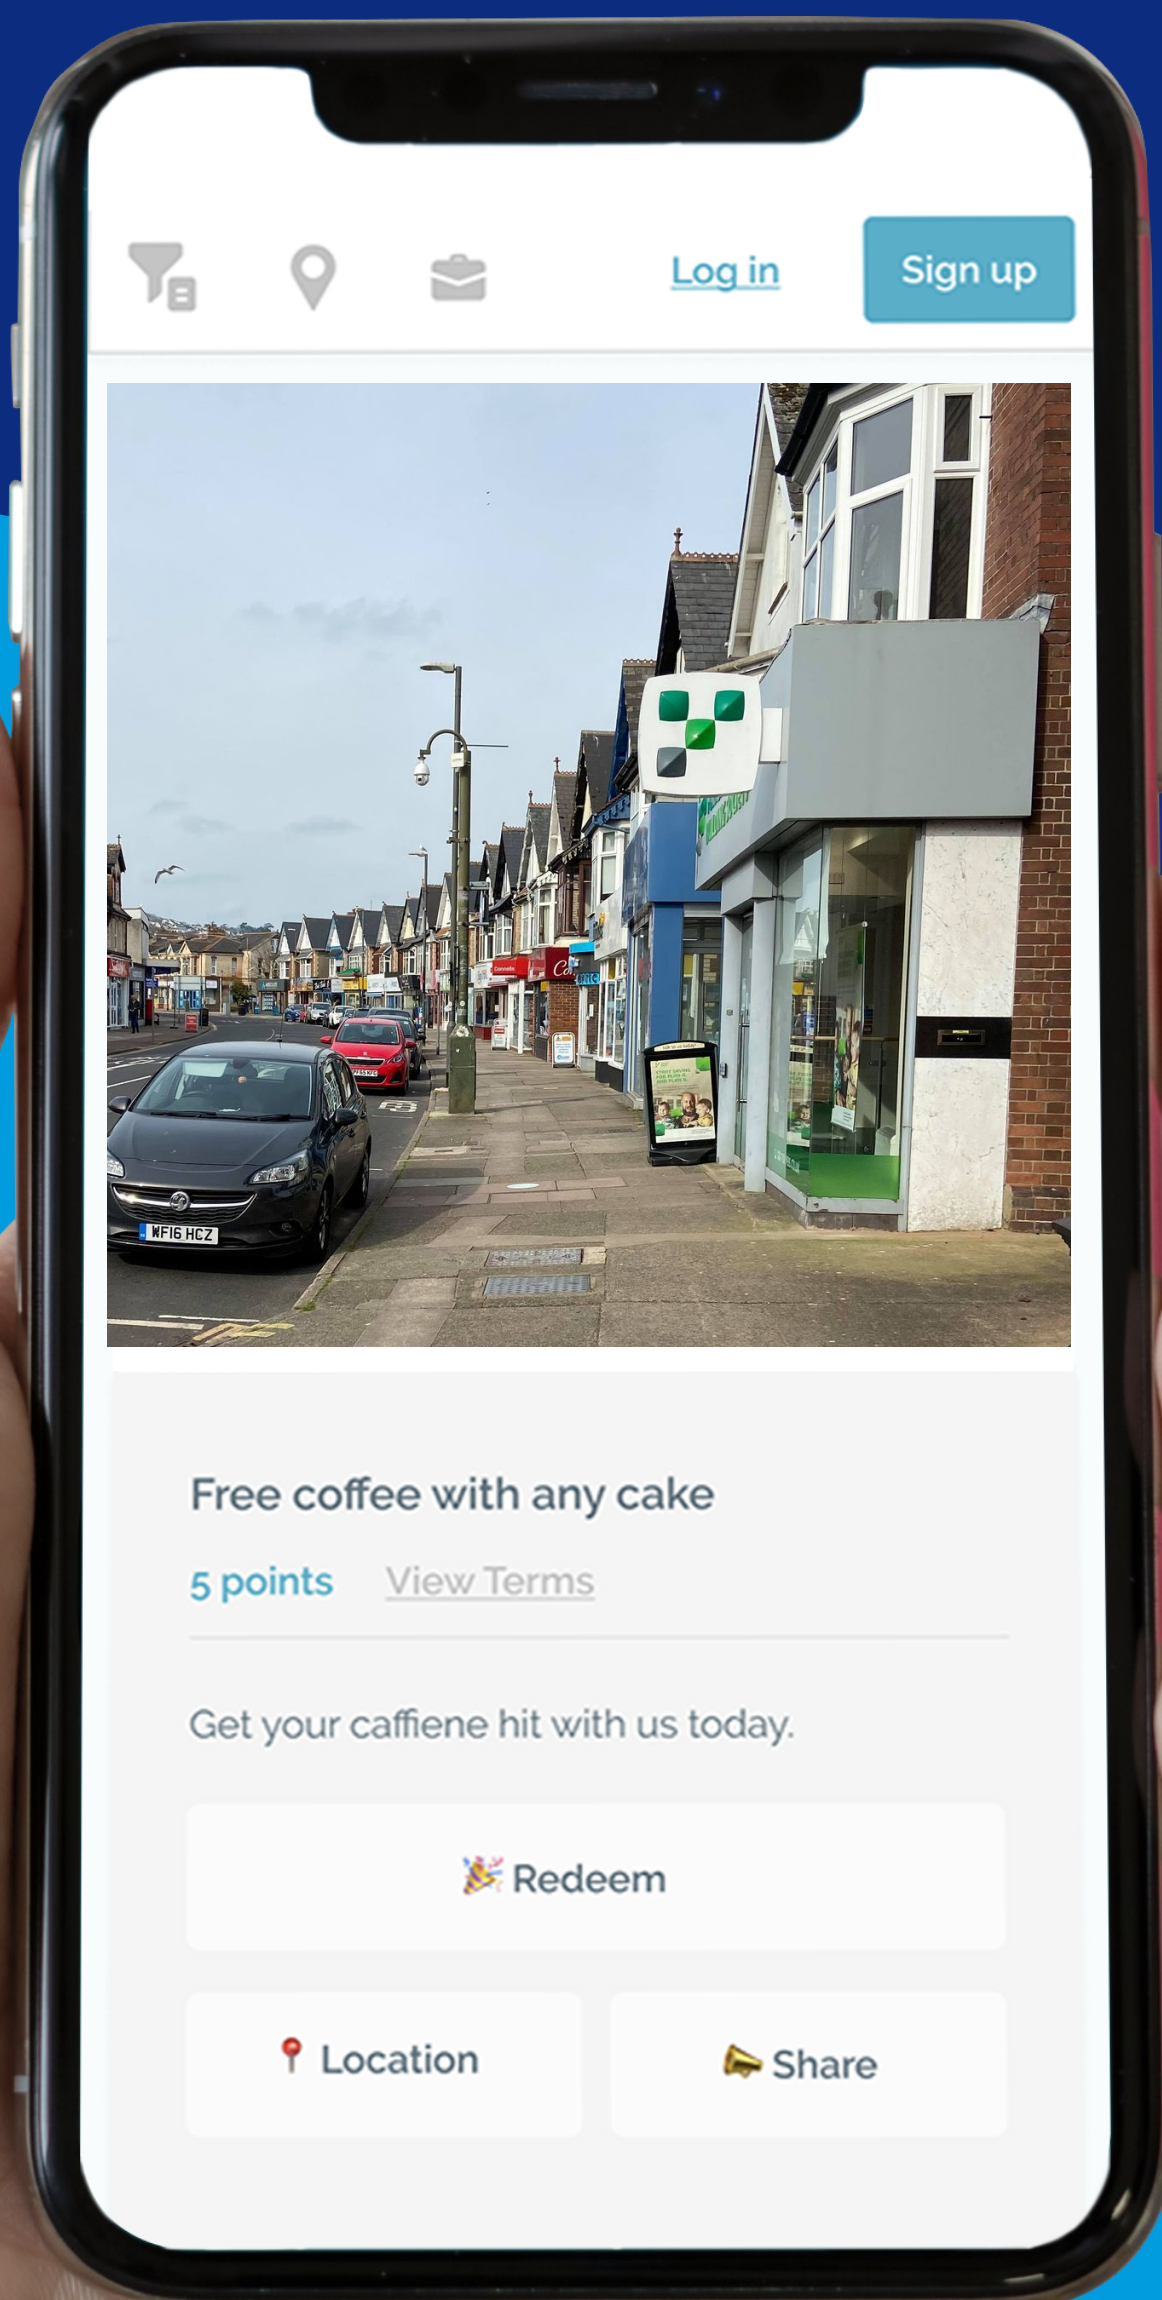 Log in
Sign up
WF16 HCZ
Free coffee with any cake
5 points
View Terms
Get your caffiene hit with us today.
Redeem
Location
Share